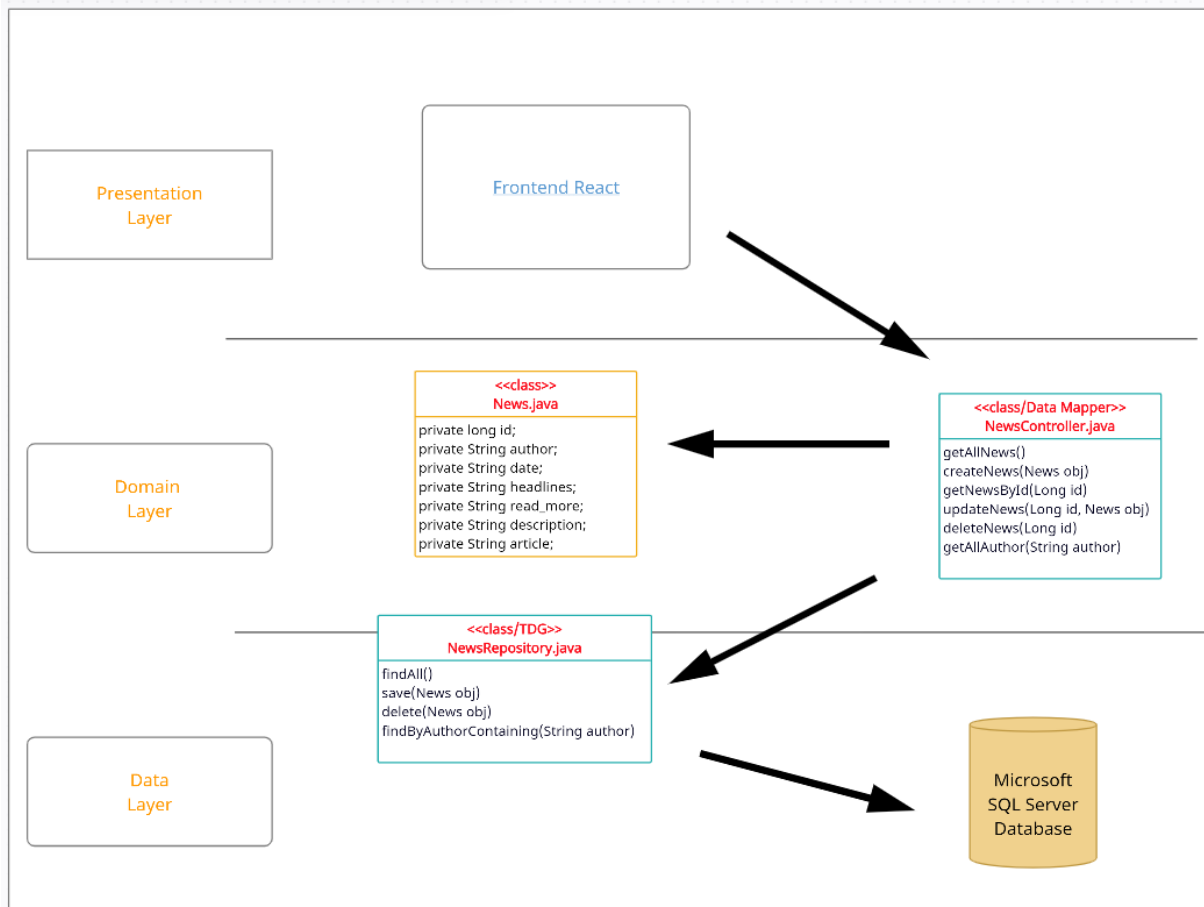 Presentation
Layer
Frontend React
<<class>>
News.java
private long id;
private String author;
private String date;
private String headlines;
private String read_more;
private String description;
private String article;
<<class/Data Mapper>>
NewsController.java
getAllNews()
createNews(News obj)
getNewsById(Long id)
updateNews(Long id, News obj)
deleteNews(Long id)
getAllAuthor(String author)
Domain
Layer
<<class/TDG>>
NewsRepository.java
findAll()
save(News obj)
delete(News obj)
findByAuthorContaining(String author)
Data
Layer
Microsoft
SQL Server
Database